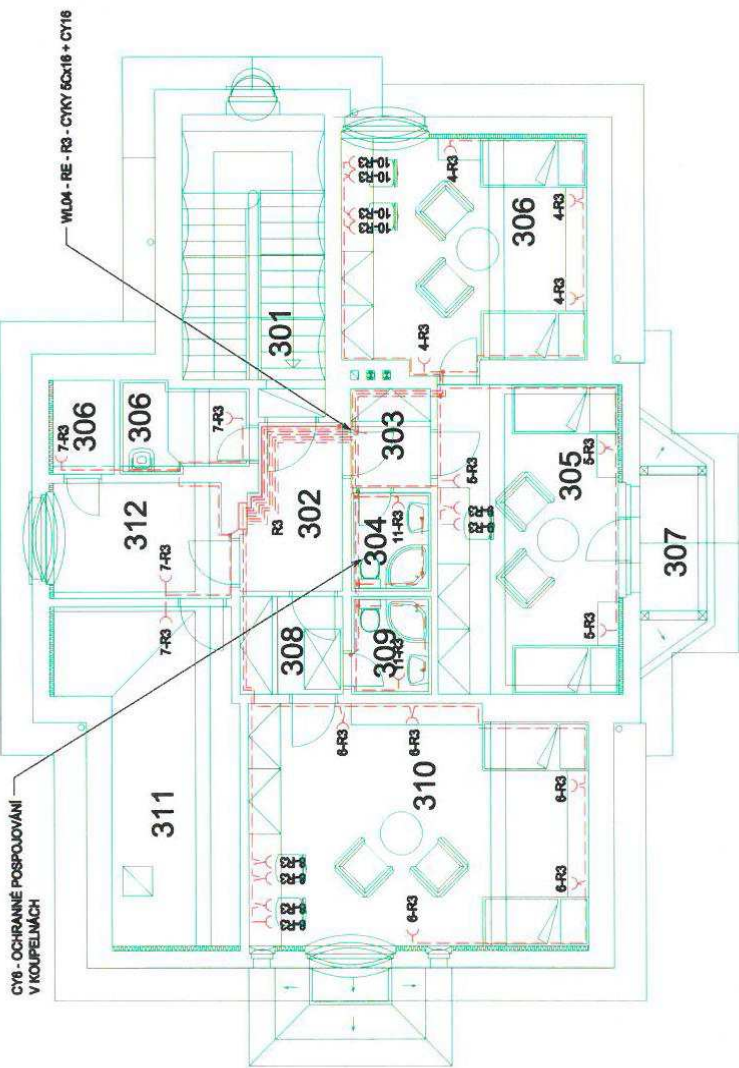 CY6 - OCHRANNÉ POSPOJOVÁNÍ
V KOUPELNÁCH
WL04 - RE - R3 - CYKY 5Cx16 + CY16
306
7-R3
306
7-R3
301
312
7-R3
7-R3
R3
302
303
304
11-R3
308
309
11-R3
311
10-R3
10-R3
10-R3
10-R3
4-R3
306
4-R3
4-R3
4-R3
5-R3
305
5-R3
5-R3
307
6-R3
6-R3
310
6-R3
6-R3
6-R3